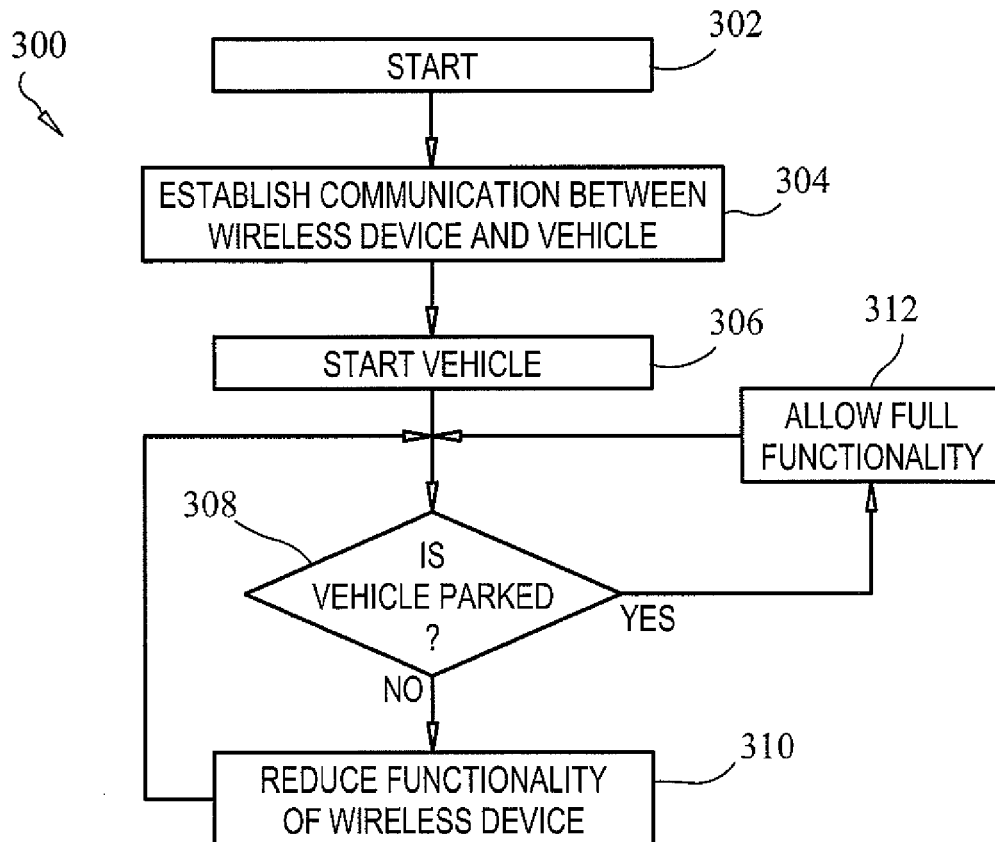 300
302
START
ESTABLISH COMMUNICATION BETWEEN
WIRELESS DEVICE AND VEHICLE
304
306
START VEHICLE
312
ALLOW FULL
FUNCTIONALITY
308
IS
VEHICLE PARKED
?
YES
NO
310
REDUCE FUNCTIONALITY
OF WIRELESS DEVICE